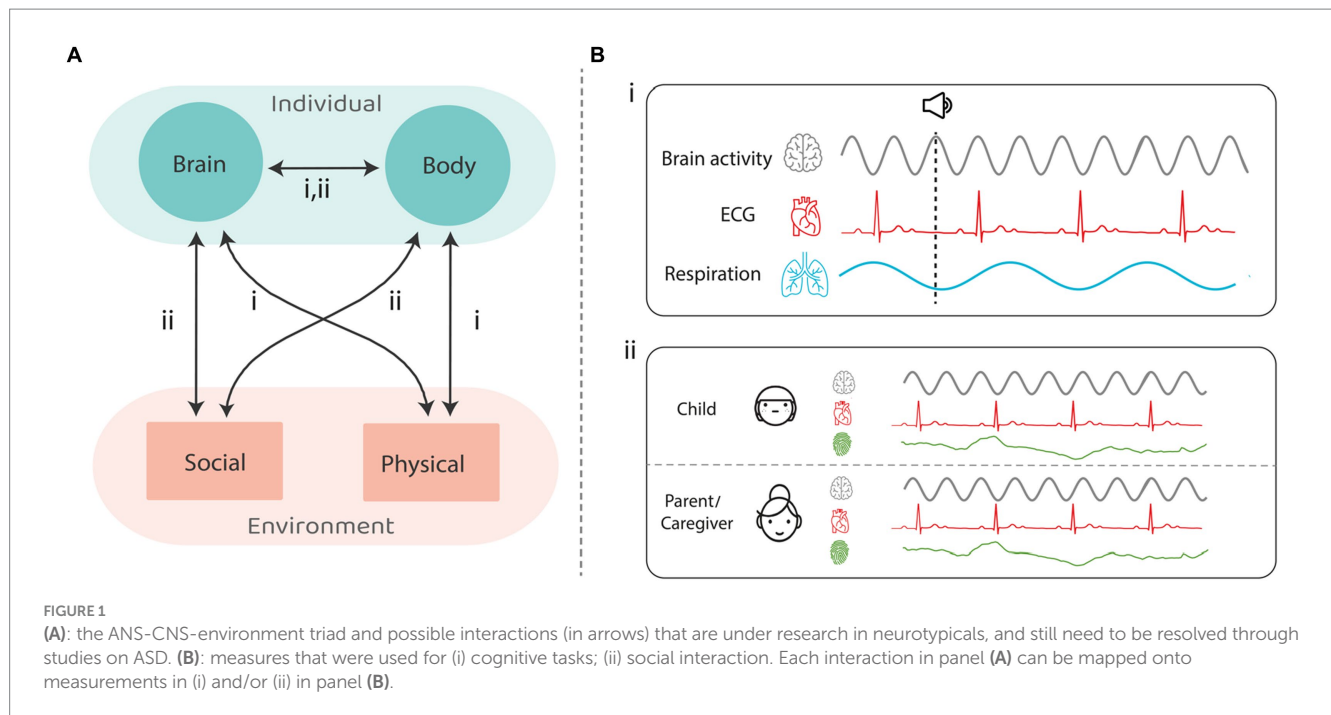 A
Individual
Brain
Body
i,ii
ii
i
ii
i
Social
Physical
Environment
B
i
Brain activity
ECG
Respiration
ii
Child
Parent/
Caregiver
FIGURE 1
(A): the ANS-CNS-environment triad and possible interactions (in arrows) that are under research in neurotypicals, and still need to be resolved through
studies on ASD. (B): measures that were used for (i) cognitive tasks; (ii) social interaction. Each interaction in panel (A) can be mapped onto
measurements in (i) and/or (ii) in panel (B).